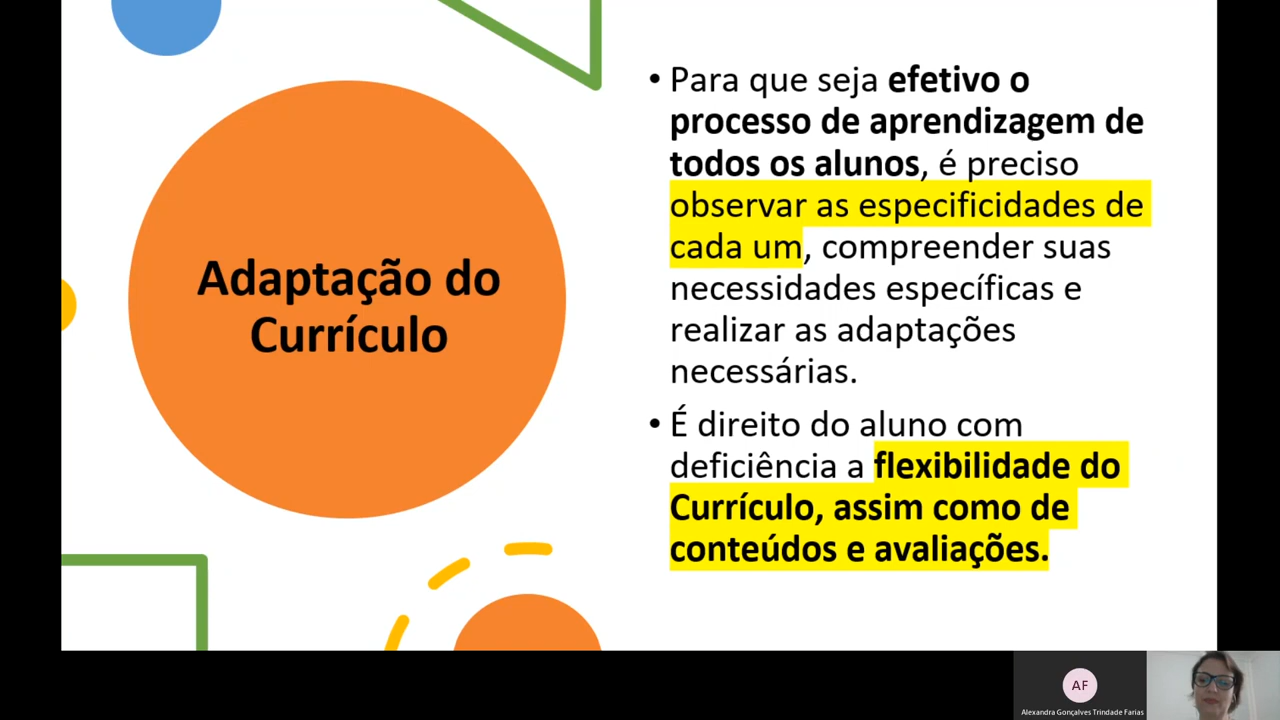 Adaptação do
Currículo
• Para que seja efetivo o
processo de aprendizagem de
todos os alunos, é preciso
observar as especificidades de
cada um, compreender suas
necessidades específicas e
realizar as adaptações
necessárias.
• É direito do aluno com
deficiência a flexibilidade do
Currículo, assim como de
conteúdos e avaliações.
AF
Alexandra Gonçalves Trindade Farias